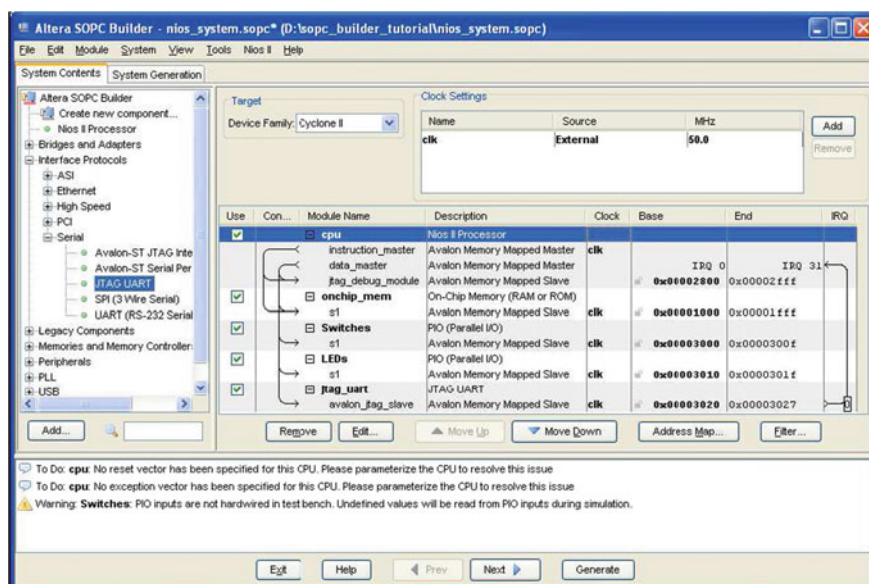 Altera SOPC Builder - nios_system.sopc* (D:\sopc_builder_tutorial\nios_system.sopc)
File Edit Module System View Tools Nios II Help
System Contents System Generation
Altera SOPC Builder
Create new component...
Nios II Processor
Bridges and Adapters
Interface Protocols
ASI
Ethernet
High Speed
PCI
Serial
Avalon-ST JTAG Inte
Avalon-ST Serial Per
JTAG UART
SPI (3 Wire Serial)
UART (RS-232 Serial
Legacy Components
Memories and Memory Controller
Peripherals
PLL
USB
Add...
Target
Device Family: Cyclone II
Clock Settings
Name Source MHz
clk External 50.0
Add
Remove
Use Con... Module Name Description Clock Base End IRQ
cpu Nios II Processor
instruction_master Avalon Memory Mapped Master clk
data_master Avalon Memory Mapped Master IRQ 0 IRQ 31
jtag_debug_module Avalon Memory Mapped Slave 0x00002800 0x00002fff
onchip_mem On-Chip Memory (RAM or ROM)
s1 Avalon Memory Mapped Slave clk 0x00001000 0x00001fff
Switches PIO (Parallel I/O)
s1 Avalon Memory Mapped Slave clk 0x00003000 0x0000300f
LEDs PIO (Parallel I/O)
s1 Avalon Memory Mapped Slave clk 0x00003010 0x0000301f
jtag_uart JTAG UART
avalon_jtag_slave Avalon Memory Mapped Slave clk 0x00003020 0x00003027 0
Remove Edit... Move Up Move Down Address Map... Filter...
To Do: cpu: No reset vector has been specified for this CPU. Please parameterize the CPU to resolve this issue
To Do: cpu: No exception vector has been specified for this CPU. Please parameterize the CPU to resolve this issue
Warning: Switches: PIO inputs are not hardwired in test bench. Undefined values will be read from PIO inputs during simulation.
Exit Help Prev Next Generate